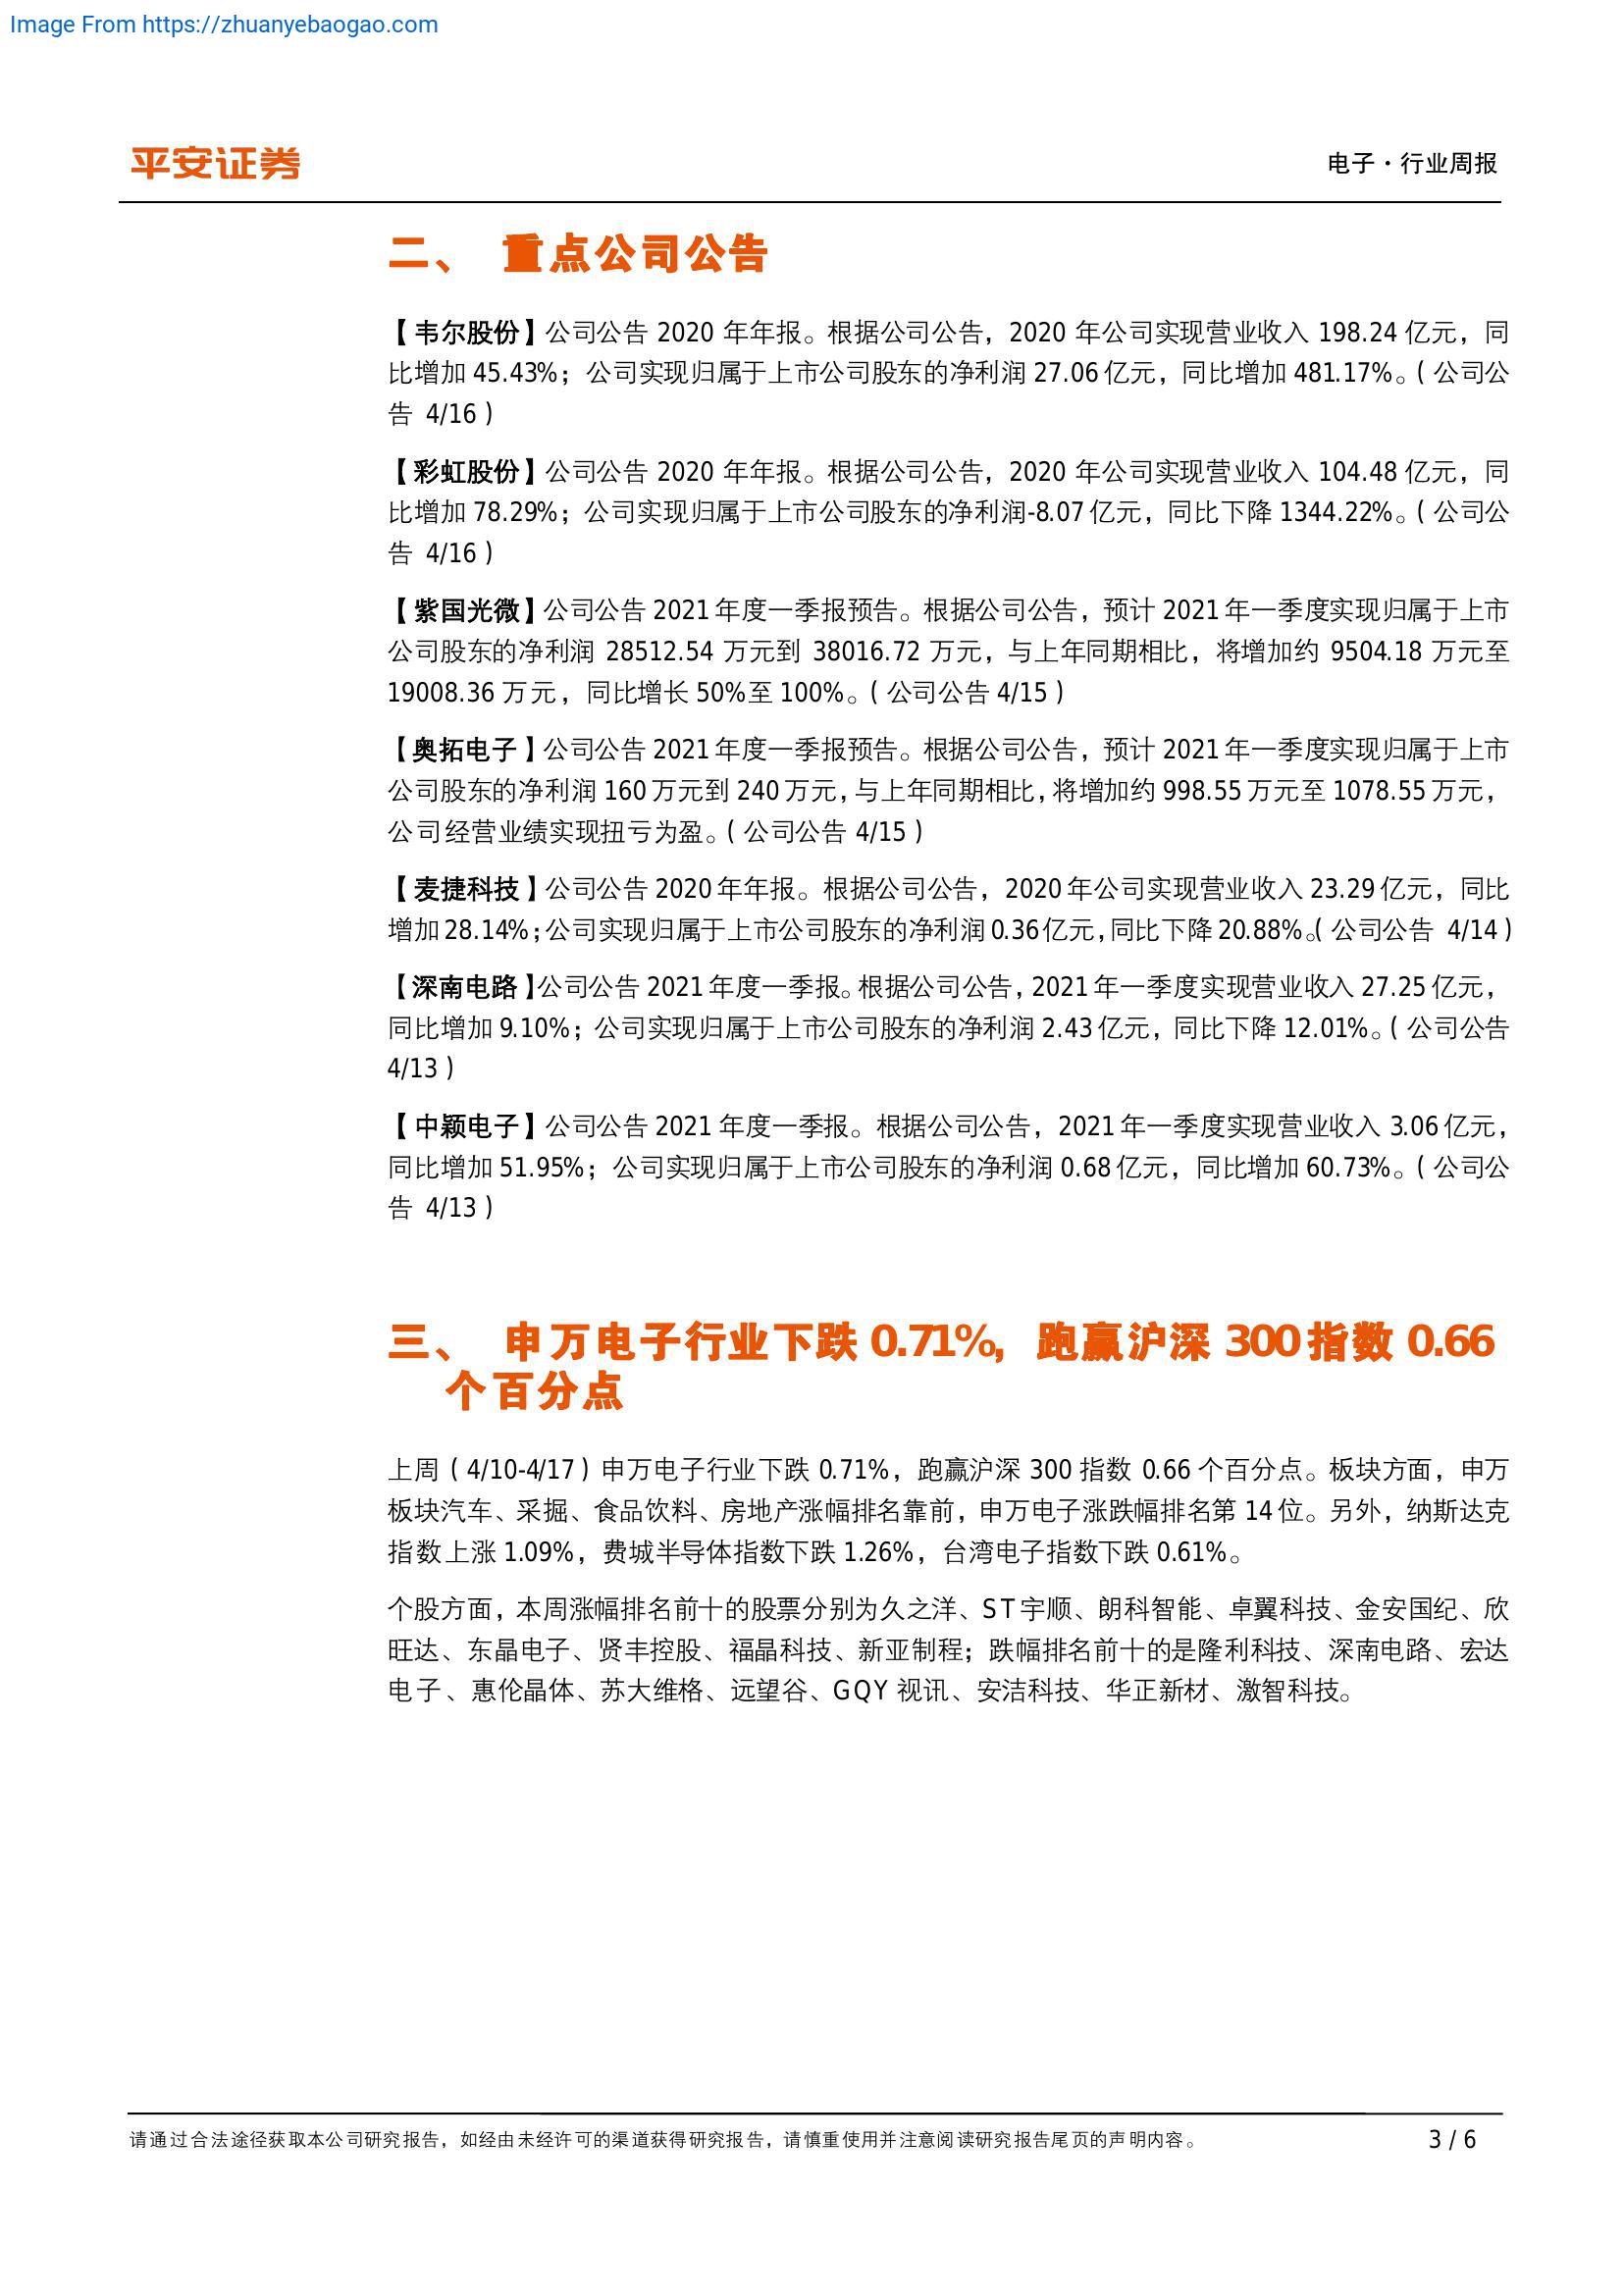 Image From https://zhuanyebaogao.com
平安证券
电子·行业周报
二、 重点公司公告
【韦尔股份】公司公告 2020 年年报。根据公司公告，2020 年公司实现营业收入 198.24 亿元，同
比增加 45.43%；公司实现归属于上市公司股东的净利润 27.06 亿元，同比增加 481.17%。（公司公
告 4/16）
【彩虹股份】公司公告 2020 年年报。根据公司公告，2020 年公司实现营业收入 104.48 亿元，同
比增加 78.29%；公司实现归属于上市公司股东的净利润-8.07 亿元，同比下降 1344.22%。（公司公
告 4/16）
【紫国光微】公司公告 2021 年度一季报预告。根据公司公告，预计 2021 年一季度实现归属于上市
公司股东的净利润 28512.54 万元到 38016.72 万元，与上年同期相比，将增加约 9504.18 万元至
19008.36 万元，同比增长 50%至 100%。（公司公告 4/15）
【奥拓电子】公司公告 2021 年度一季报预告。根据公司公告，预计 2021 年一季度实现归属于上市
公司股东的净利润 160 万元到 240 万元，与上年同期相比，将增加约 998.55 万元至 1078.55 万元，
公司经营业绩实现扭亏为盈。（公司公告 4/15）
【麦捷科技】公司公告 2020 年年报。根据公司公告，2020 年公司实现营业收入 23.29 亿元，同比
增加 28.14%；公司实现归属于上市公司股东的净利润 0.36 亿元，同比下降 20.88%。（公司公告 4/14）
【深南电路】公司公告 2021 年度一季报。根据公司公告，2021 年一季度实现营业收入 27.25 亿元，
同比增加 9.10%；公司实现归属于上市公司股东的净利润 2.43 亿元，同比下降 12.01%。（公司公告
4/13）
【中颖电子】公司公告 2021 年度一季报。根据公司公告，2021 年一季度实现营业收入 3.06 亿元，
同比增加 51.95%；公司实现归属于上市公司股东的净利润 0.68 亿元，同比增加 60.73%。（公司公
告 4/13）
三、 申万电子行业下跌 0.71%，跑赢沪深 300 指数 0.66
个百分点
上周（4/10-4/17）申万电子行业下跌 0.71%，跑赢沪深 300 指数 0.66 个百分点。板块方面，申万
板块汽车、采掘、食品饮料、房地产涨幅排名靠前，申万电子涨跌幅排名第 14 位。另外，纳斯达克
指数上涨 1.09%，费城半导体指数下跌 1.26%，台湾电子指数下跌 0.61%。
个股方面，本周涨幅排名前十的股票分别为久之洋、ST 宇顺、朗科智能、卓翼科技、金安国纪、欣
旺达、东晶电子、贤丰控股、福晶科技、新亚制程；跌幅排名前十的是隆利科技、深南电路、宏达
电子、惠伦晶体、苏大维格、远望谷、GQY 视讯、安洁科技、华正新材、激智科技。
请通过合法途径获取本公司研究报告，如经由未经许可的渠道获得研究报告，请慎重使用并注意阅读研究报告尾页的声明内容。
3 / 6